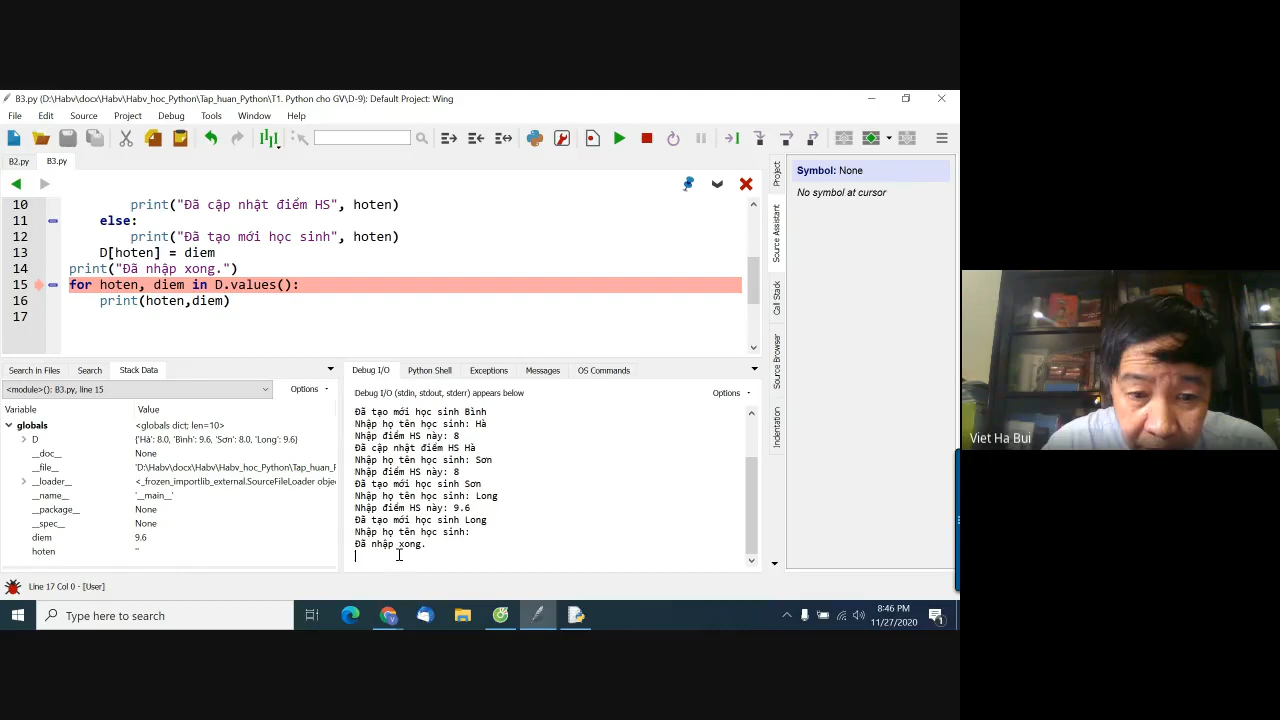 B3.py (D:\Habv\docx\Habv\Habv_hoc_Python\Tap_huan_Python\T1. Python cho GV\D-9): Default Project: Wing
File Edit Source Project Debug Tools Window Help
B2.py B3.py
10 print("Đã cập nhật điểm HS", hoten)
11 else:
12 print("Đã tạo mới học sinh", hoten)
13 D[hoten] = diem
14 print("Đã nhập xong.")
15 for hoten, diem in D.values():
16 print(hoten,diem)
17
Project
Source Assistant
Call Stack
Source Browser
Indentation
Symbol: None
No symbol at cursor
Search in Files Search Stack Data
<module>(): B3.py, line 15 Options
Variable Value
globals <globals dict; len=10>
D {'Hà': 8.0, 'Bình': 9.6, 'Sơn': 8.0, 'Long': 9.6}
__doc__ None
__file__ 'D:\Habv\docx\Habv\Habv_hoc_Python\Tap_huan_P
__loader__ <_frozen_importlib_external.SourceFileLoader obje
__name__ '__main__'
__package__ None
__spec__ None
diem 9.6
hoten ''
Debug I/O Python Shell Exceptions Messages OS Commands
Debug I/O (stdin, stdout, stderr) appears below Options
Đã tạo mới học sinh Bình
Nhập họ tên học sinh: Hà
Nhập điểm HS này: 8
Đã cập nhật điểm HS Hà
Nhập họ tên học sinh: Sơn
Nhập điểm HS này: 8
Đã tạo mới học sinh Sơn
Nhập họ tên học sinh: Long
Nhập điểm HS này: 9.6
Đã tạo mới học sinh Long
Nhập họ tên học sinh:
Đã nhập xong.
Line 17 Col 0 - [User]
Type here to search
8:46 PM
11/27/2020
1
Viet Ha Bui